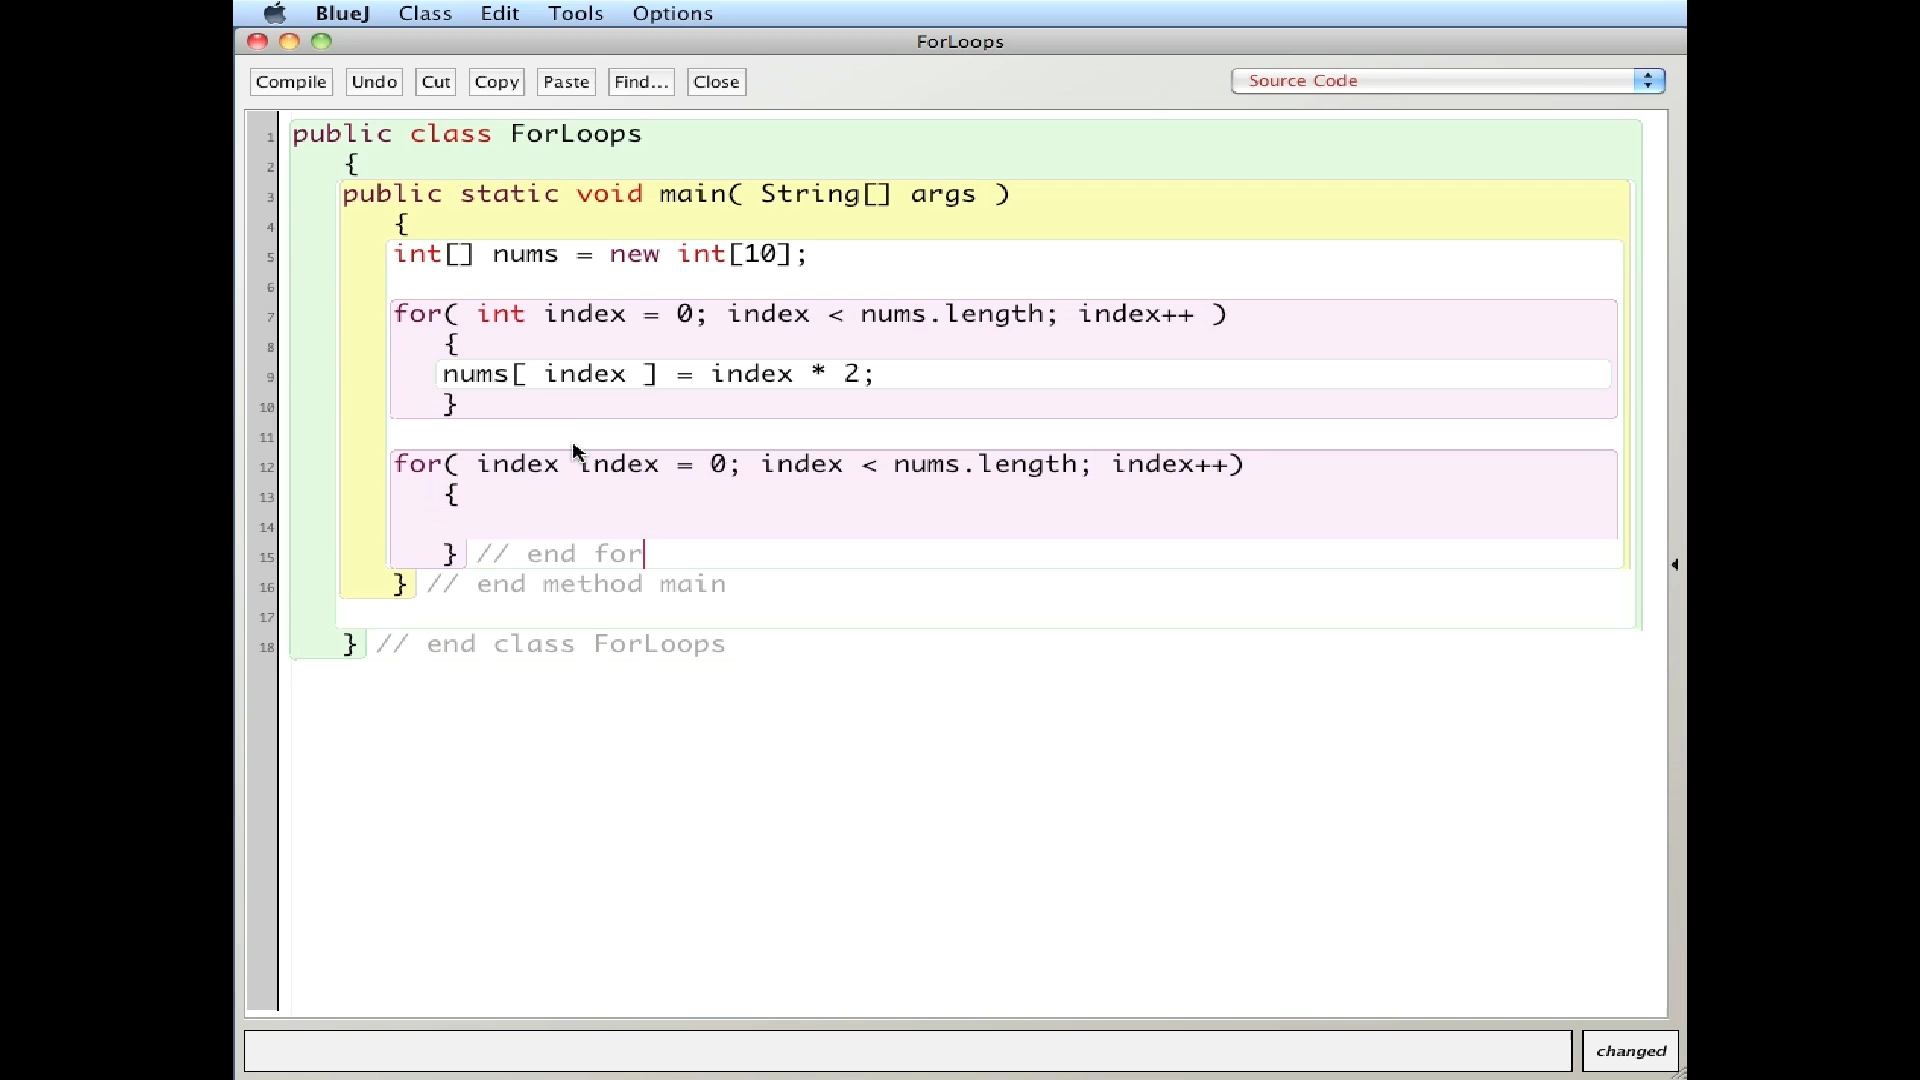 BlueJ Class Edit Tools Options
ForLoops
Compile Undo Cut Copy Paste Find... Close Source Code
1 public class ForLoops
2 {
3 public static void main( String[] args )
4 {
5 int[] nums = new int[10];
6
7 for( int index = 0; index < nums.length; index++ )
8 {
9 nums[ index ] = index * 2;
10 }
11
12 for( index index = 0; index < nums.length; index++)
13 {
14
15 } // end for
16 } // end method main
17
18 } // end class ForLoops
changed